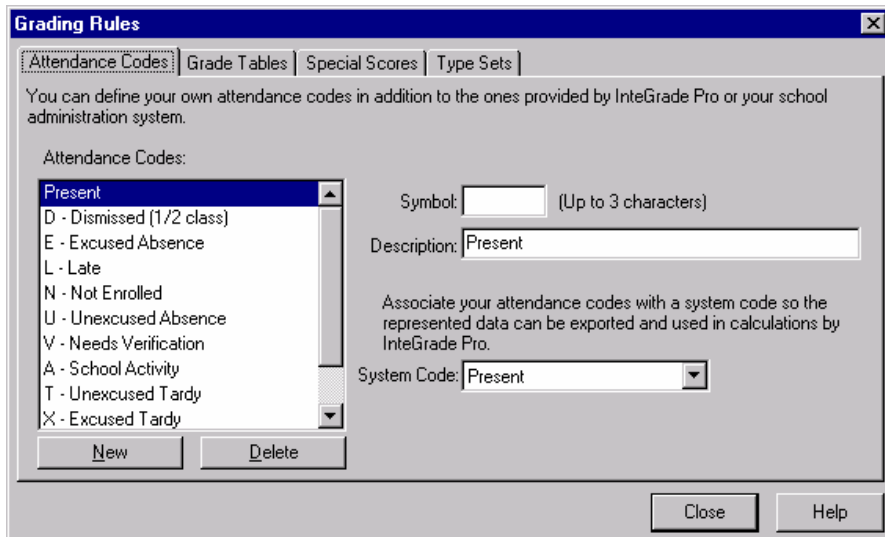 Grading Rules
Attendance Codes Grade Tables Special Scores Type Sets
You can define your own attendance codes in addition to the ones provided by InteGrade Pro or your school
administration system.
Attendance Codes:
Present
D - Dismissed (1/2 class)
E - Excused Absence
L - Late
N - Not Enrolled
U - Unexcused Absence
V - Needs Verification
A - School Activity
T - Unexcused Tardy
X - Excused Tardy
New Delete
Symbol: (Up to 3 characters)
Description: Present
Associate your attendance codes with a system code so the
represented data can be exported and used in calculations by
InteGrade Pro.
System Code: Present
Close Help